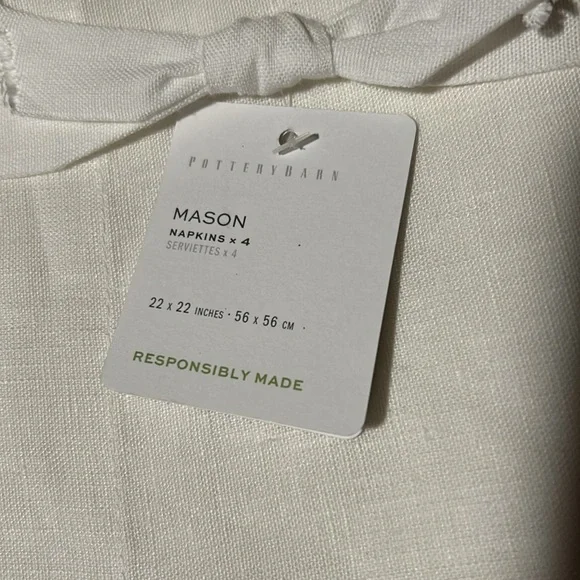 POTTERYBARN
MASON
NAPKINS x 4
SERVIETTES x 4
22 x 22 INCHES · 56 x 56 CM
RESPONSIBLY MADE